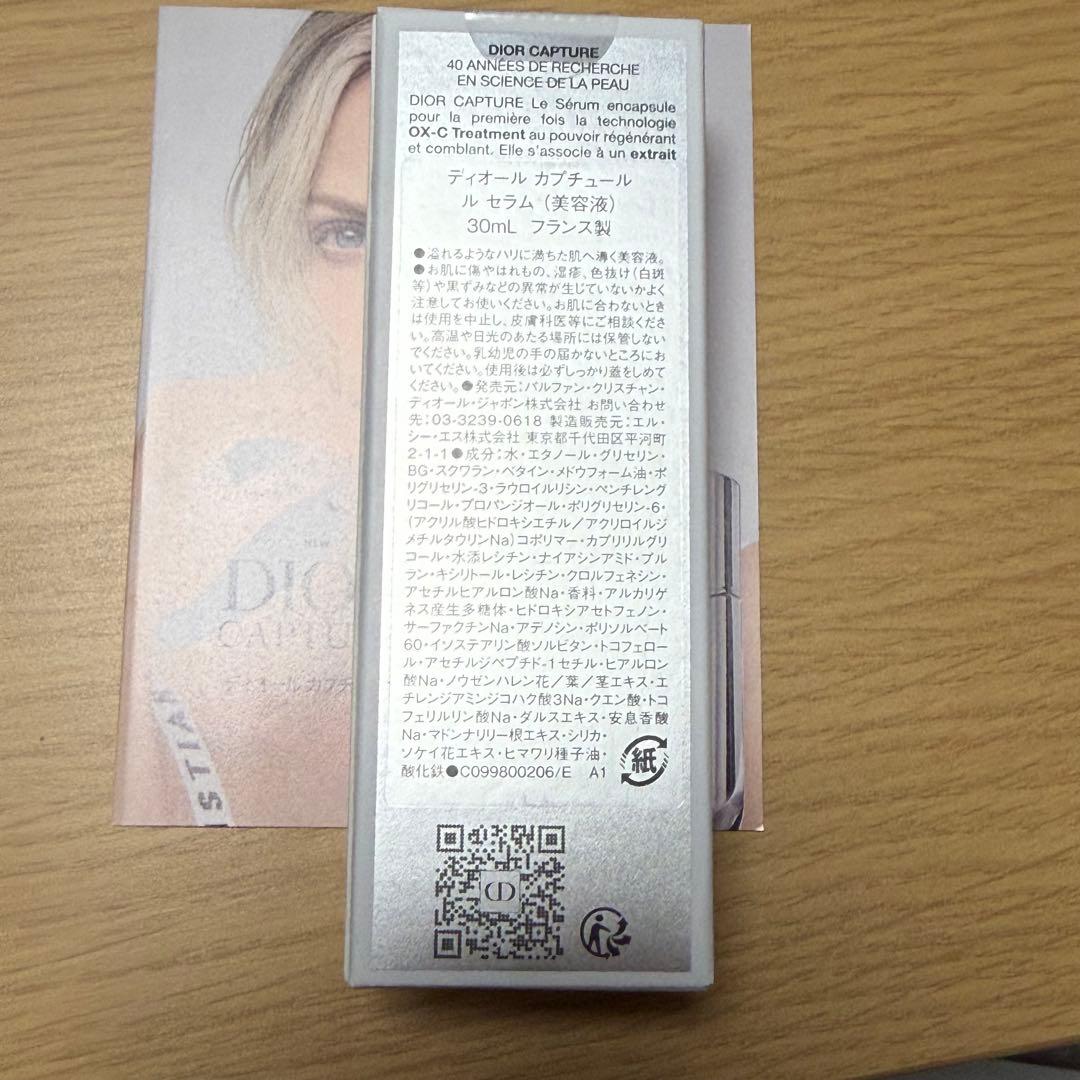 DIOR CAPTURE
40 ANNÉES DE RECHERCHE
EN SCIENCE DE LA PEAU
DIOR CAPTURE Le Sérum encapsule
pour la première fois la technologie
OX-C Treatment au pouvoir régénérant
et comblant. Elle s'associe à un extrait
ディオール カプチュール
ル セラム（美容液）
30mL フランス製
●溢れるようなハリに満ちた肌へ導く美容液。
●お肌に傷やはれもの、湿疹、色抜け（白斑
等）や黒ずみなどの異常が生じていないかよく
注意してお使いください。お肌に合わないとき
は使用を中止し、皮膚科医等にご相談くださ
い。高温や日光のあたる場所には保管しない
でください。乳幼児の手の届かないところにお
いてください。使用後は必ずしっかり蓋をしめて
ください。●発売元：パルファン・クリスチャン・
ディオール・ジャポン株式会社 お問い合わせ
先：03-3239-0618 製造販売元：エル・
シー・エス株式会社 東京都千代田区平河町
2-1-1●成分：水・エタノール・グリセリン・
BG・スクワラン・ベタイン・メドウフォーム油・ポ
リグリセリン-3・ラウロイルリシン・ペンチレング
リコール・プロパンジオール・ポリグリセリン-6・
（アクリル酸ヒドロキシエチル／アクリロイルジ
メチルタウリンNa）コポリマー・カプリリルグリ
コール・水添レシチン・ナイアシンアミド・プル
ラン・キシリトール・レシチン・クロルフェネシン・
アセチルヒアルロン酸Na・香料・アルカリゲ
ネス産生多糖体・ヒドロキシアセトフェノン・
サーファクチンNa・アデノシン・ポリソルベート
60・イソステアリン酸ソルビタン・トコフェロー
ル・アセチルジペプチド-1セチル・ヒアルロン
酸Na・ノウゼンハレン花／葉／茎エキス・エ
チレンジアミンジコハク酸3Na・クエン酸・トコ
フェリルリン酸Na・ダルスエキス・安息香酸
Na・マドンナリリー根エキス・シリカ・
ソケイ花エキス・ヒマワリ種子油・
酸化鉄●C099800206/E A1
紙
CD
NEW
DIO
CAPTU
ディオール カプチ
S TIAN